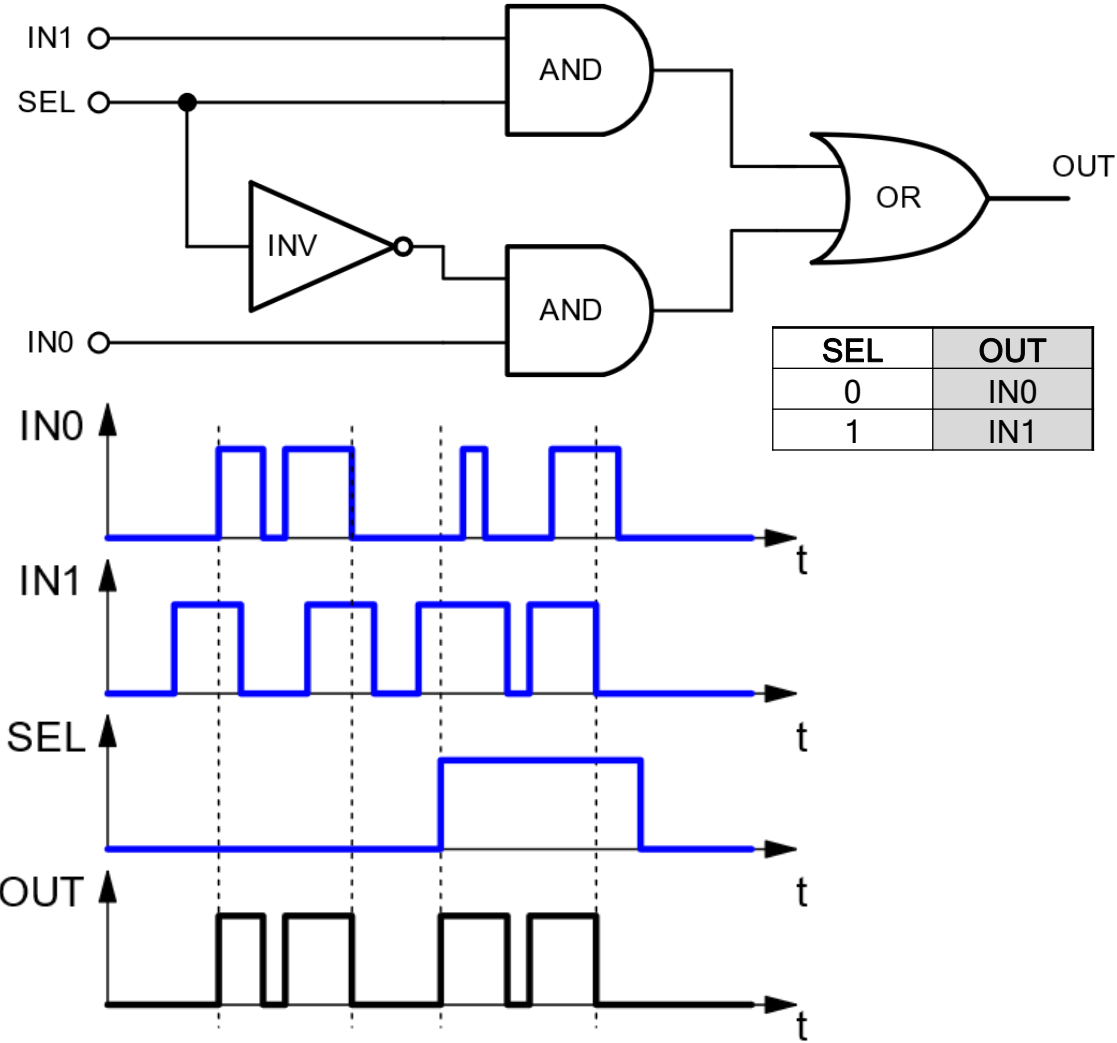 IN1
AND
SEL
OUT
OR
INV
AND
IN0
SEL OUT
0 IN0
1 IN1
IN0
t
IN1
t
SEL
t
OUT
t